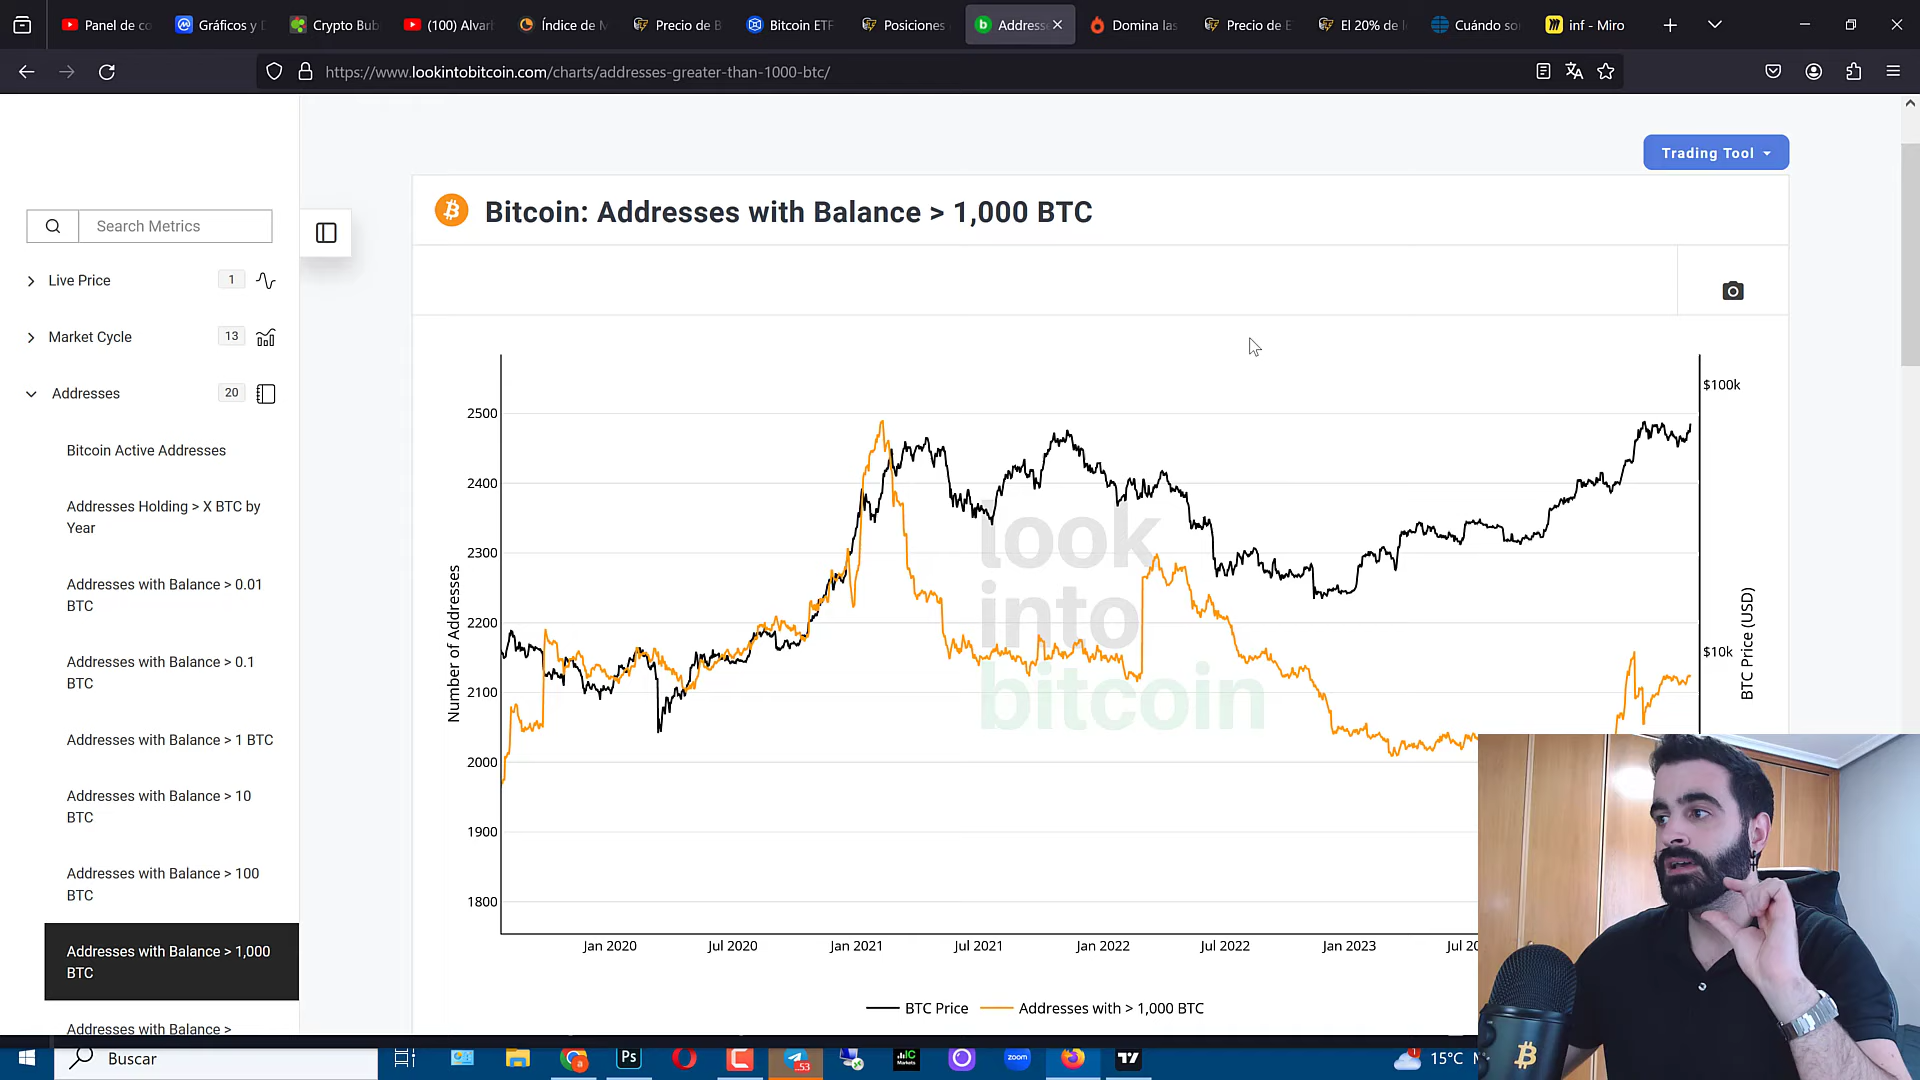 Panel de co
Gráficos y D
Crypto Bub
(100) Alvar
Índice de M
Precio de B
Bitcoin ETF
Posiciones
Addresse
Domina las
Precio de E
El 20% de l
Cuándo so
inf - Miro
https://www.lookintobitcoin.com/charts/addresses-greater-than-1000-btc/
Trading Tool
Bitcoin: Addresses with Balance > 1,000 BTC
Search Metrics
Live Price 1
Market Cycle 13
Addresses 20
Bitcoin Active Addresses
Addresses Holding > X BTC by
Year
Addresses with Balance > 0.01
BTC
Addresses with Balance > 0.1
BTC
Addresses with Balance > 1 BTC
Addresses with Balance > 10
BTC
Addresses with Balance > 100
BTC
Addresses with Balance > 1,000
BTC
Addresses with Balance >
Number of Addresses
2500
2400
2300
2200
2100
2000
1900
1800
look
into
bitcoin
$100k
$10k
BTC Price (USD)
Jan 2020
Jul 2020
Jan 2021
Jul 2021
Jan 2022
Jul 2022
Jan 2023
Jul 20
BTC Price
Addresses with > 1,000 BTC
Buscar
Ps
IC
Markets
53
zoom
1
15°C